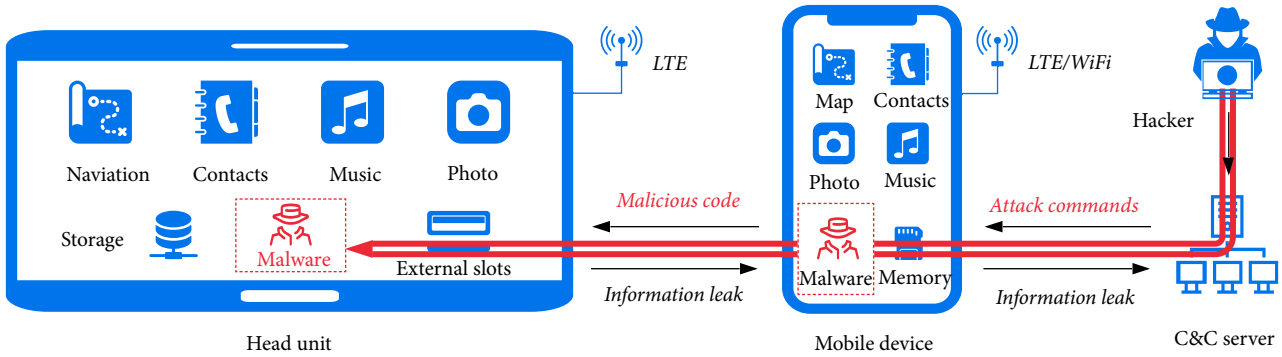 LTE
LTE/WiFi
Map
Contacts
Hacker
Naviation
Contacts
Music
Photo
Photo
Music
Malicious code
Attack commands
Storage
Malware
External slots
Malware
Memory
Information leak
Information leak
Head unit
Mobile device
C&C server